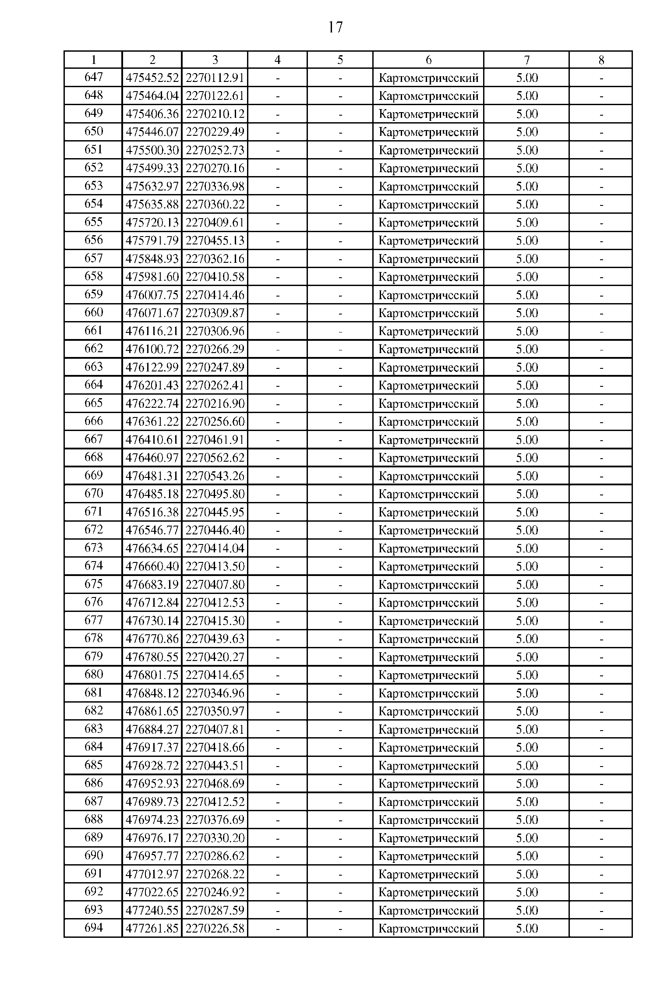 17
1 2 3 4 5 6 7 8
647 475452.52 2270112.91 - - Картометрический 5.00 -
648 475464.04 2270122.61 - - Картометрический 5.00 -
649 475406.36 2270210.12 - - Картометрический 5.00 -
650 475446.07 2270229.49 - - Картометрический 5.00 -
651 475500.30 2270252.73 - - Картометрический 5.00 -
652 475499.33 2270270.16 - - Картометрический 5.00 -
653 475632.97 2270336.98 - - Картометрический 5.00 -
654 475635.88 2270360.22 - - Картометрический 5.00 -
655 475720.13 2270409.61 - - Картометрический 5.00 -
656 475791.79 2270455.13 - - Картометрический 5.00 -
657 475848.93 2270362.16 - - Картометрический 5.00 -
658 475981.60 2270410.58 - - Картометрический 5.00 -
659 476007.75 2270414.46 - - Картометрический 5.00 -
660 476071.67 2270309.87 - - Картометрический 5.00 -
661 476116.21 2270306.96 - - Картометрический 5.00 -
662 476100.72 2270266.29 - - Картометрический 5.00 -
663 476122.99 2270247.89 - - Картометрический 5.00 -
664 476201.43 2270262.41 - - Картометрический 5.00 -
665 476222.74 2270216.90 - - Картометрический 5.00 -
666 476361.22 2270256.60 - - Картометрический 5.00 -
667 476410.61 2270461.91 - - Картометрический 5.00 -
668 476460.97 2270562.62 - - Картометрический 5.00 -
669 476481.31 2270543.26 - - Картометрический 5.00 -
670 476485.18 2270495.80 - - Картометрический 5.00 -
671 476516.38 2270445.95 - - Картометрический 5.00 -
672 476546.77 2270446.40 - - Картометрический 5.00 -
673 476634.65 2270414.04 - - Картометрический 5.00 -
674 476660.40 2270413.50 - - Картометрический 5.00 -
675 476683.19 2270407.80 - - Картометрический 5.00 -
676 476712.84 2270412.53 - - Картометрический 5.00 -
677 476730.14 2270415.30 - - Картометрический 5.00 -
678 476770.86 2270439.63 - - Картометрический 5.00 -
679 476780.55 2270420.27 - - Картометрический 5.00 -
680 476801.75 2270414.65 - - Картометрический 5.00 -
681 476848.12 2270346.96 - - Картометрический 5.00 -
682 476861.65 2270350.97 - - Картометрический 5.00 -
683 476884.27 2270407.81 - - Картометрический 5.00 -
684 476917.37 2270418.66 - - Картометрический 5.00 -
685 476928.72 2270443.51 - - Картометрический 5.00 -
686 476952.93 2270468.69 - - Картометрический 5.00 -
687 476989.73 2270412.52 - - Картометрический 5.00 -
688 476974.23 2270376.69 - - Картометрический 5.00 -
689 476976.17 2270330.20 - - Картометрический 5.00 -
690 476957.77 2270286.62 - - Картометрический 5.00 -
691 477012.97 2270268.22 - - Картометрический 5.00 -
692 477022.65 2270246.92 - - Картометрический 5.00 -
693 477240.55 2270287.59 - - Картометрический 5.00 -
694 477261.85 2270226.58 - - Картометрический 5.00 -